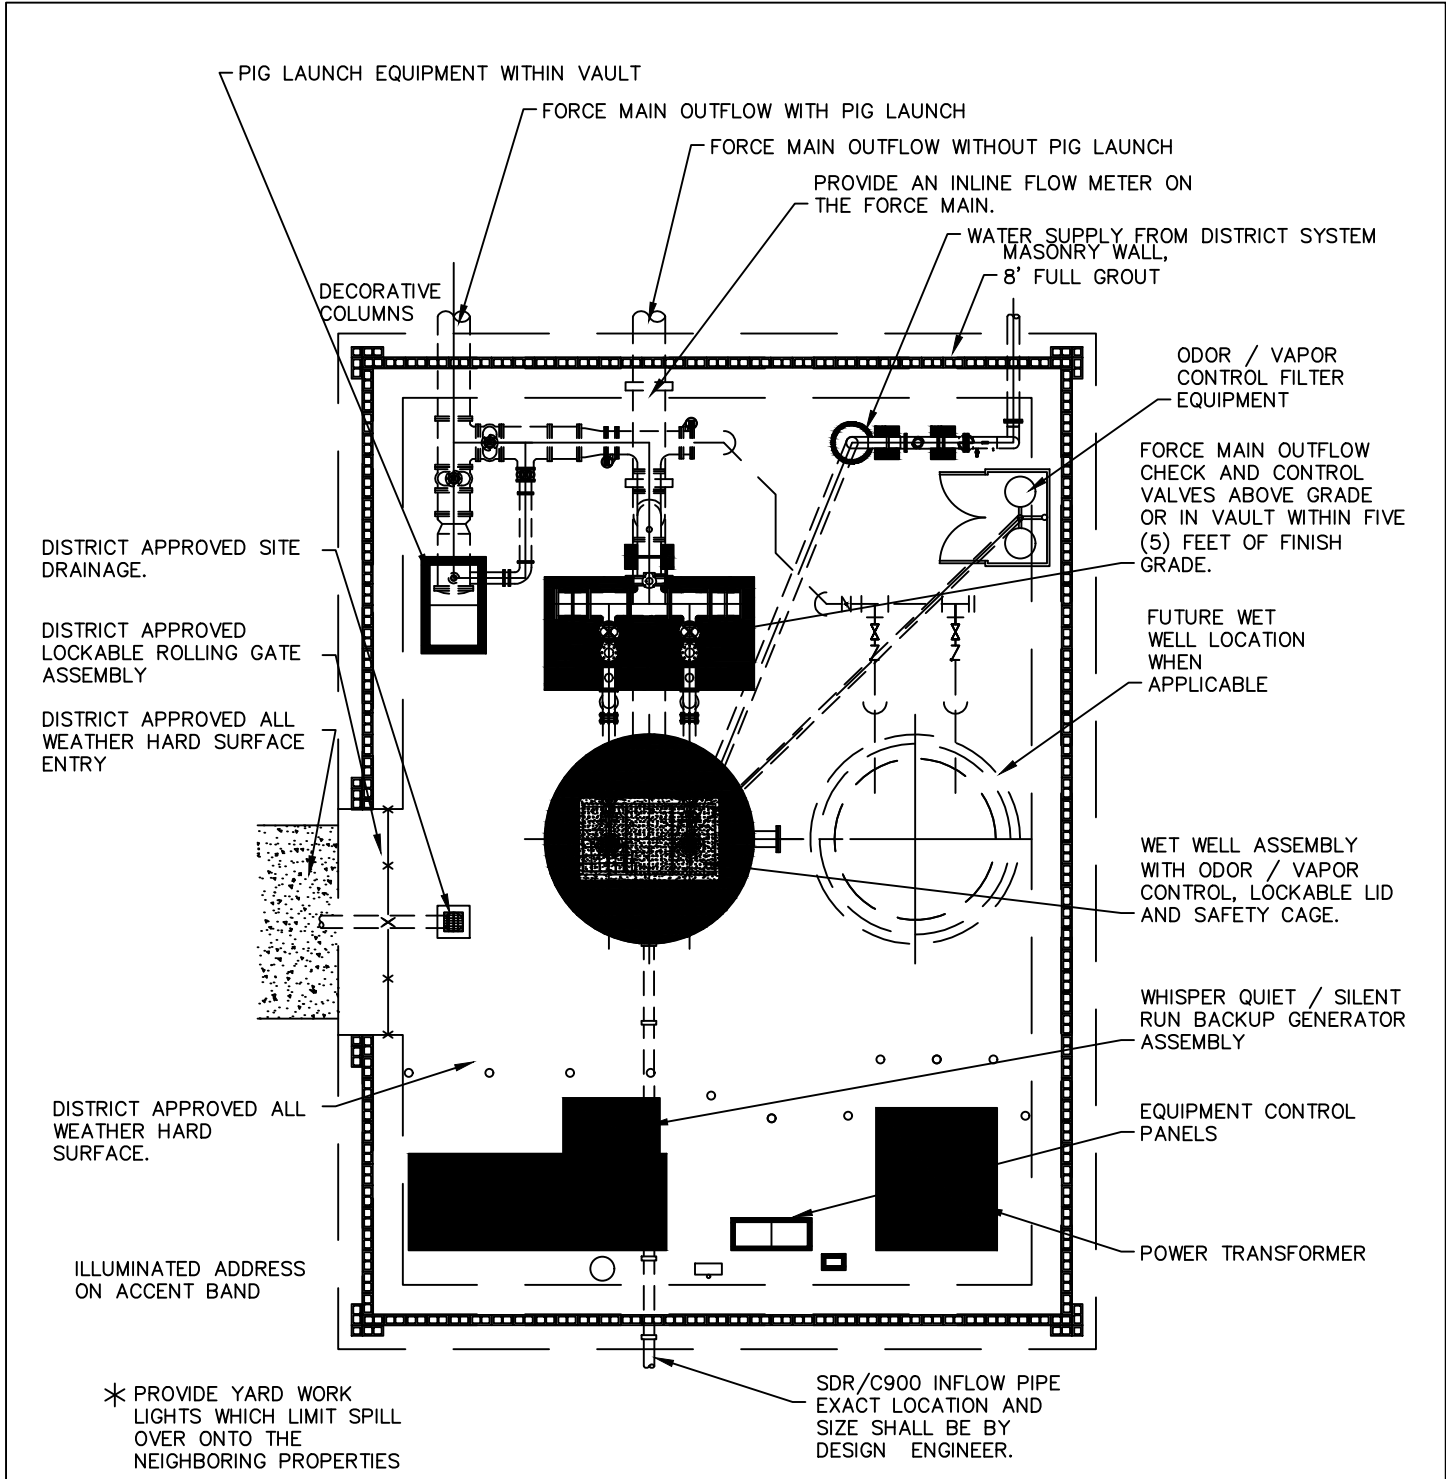 PIG LAUNCH EQUIPMENT WITHIN VAULT
FORCE MAIN OUTFLOW WITH PIG LAUNCH
FORCE MAIN OUTFLOW WITHOUT PIG LAUNCH
PROVIDE AN INLINE FLOW METER ON
THE FORCE MAIN.
WATER SUPPLY FROM DISTRICT SYSTEM
MASONRY WALL,
8' FULL GROUT
DECORATIVE
COLUMNS
ODOR / VAPOR
CONTROL FILTER
EQUIPMENT
FORCE MAIN OUTFLOW
CHECK AND CONTROL
VALVES ABOVE GRADE
OR IN VAULT WITHIN FIVE
(5) FEET OF FINISH
GRADE.
DISTRICT APPROVED SITE
DRAINAGE.
DISTRICT APPROVED
LOCKABLE ROLLING GATE
ASSEMBLY
FUTURE WET
WELL LOCATION
WHEN
APPLICABLE
DISTRICT APPROVED ALL
WEATHER HARD SURFACE
ENTRY
WET WELL ASSEMBLY
WITH ODOR / VAPOR
CONTROL, LOCKABLE LID
AND SAFETY CAGE.
WHISPER QUIET / SILENT
RUN BACKUP GENERATOR
ASSEMBLY
DISTRICT APPROVED ALL
WEATHER HARD
SURFACE.
EQUIPMENT CONTROL
PANELS
POWER TRANSFORMER
ILLUMINATED ADDRESS
ON ACCENT BAND
* PROVIDE YARD WORK
LIGHTS WHICH LIMIT SPILL
OVER ONTO THE
NEIGHBORING PROPERTIES
SDR/C900 INFLOW PIPE
EXACT LOCATION AND
SIZE SHALL BE BY
DESIGN ENGINEER.